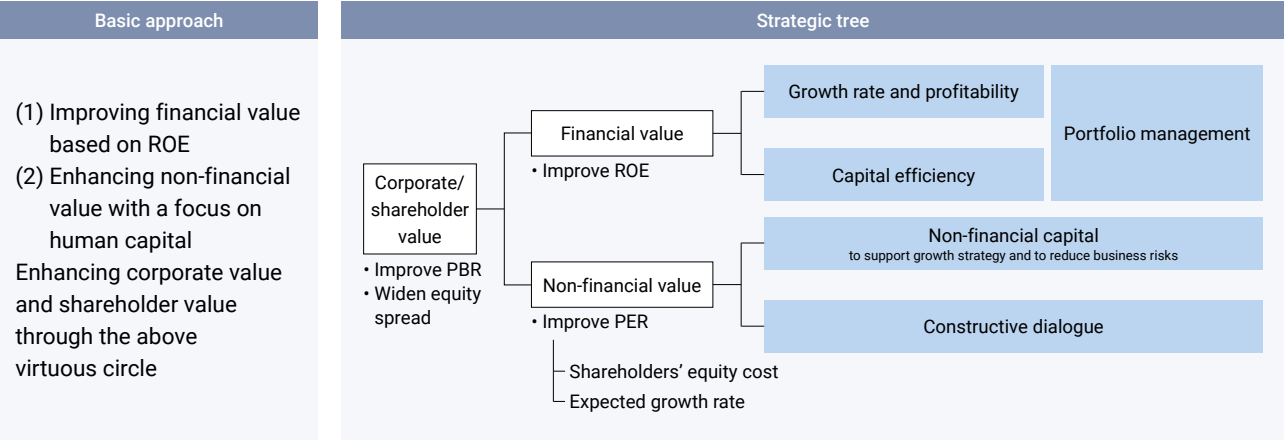 Basic approach
(1) Improving financial value
based on ROE
(2) Enhancing non-financial
value with a focus on
human capital
Enhancing corporate value
and shareholder value
through the above
virtuous circle
Strategic tree
Corporate/
shareholder
value
• Improve PBR
• Widen equity
spread
Financial value
• Improve ROE
Growth rate and profitability
Capital efficiency
Portfolio management
Non-financial value
• Improve PER
Shareholders’ equity cost
Expected growth rate
Non-financial capital
to support growth strategy and to reduce business risks
Constructive dialogue